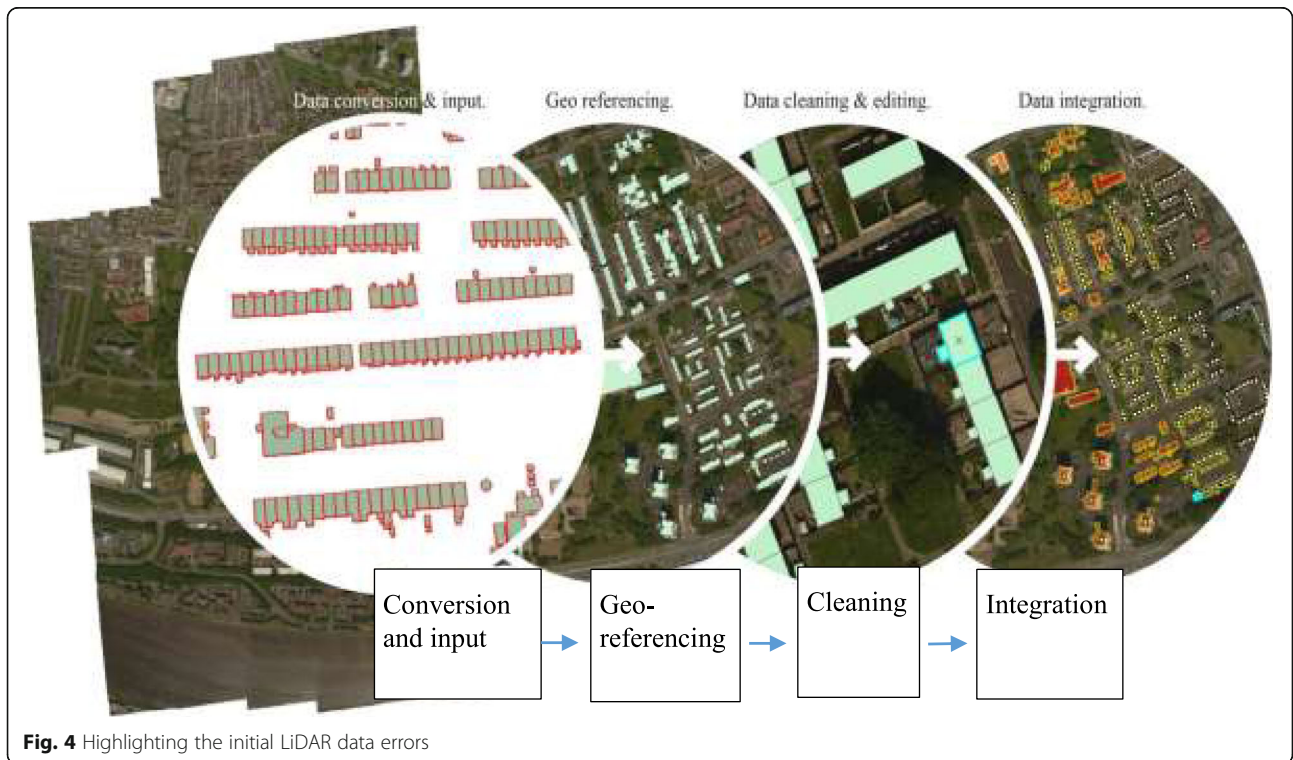 Data conversion & input.
Geo referencing.
Data cleaning & editing.
Data integration.
Conversion
and input
Geo-
referencing
Cleaning
Integration
Fig. 4 Highlighting the initial LiDAR data errors